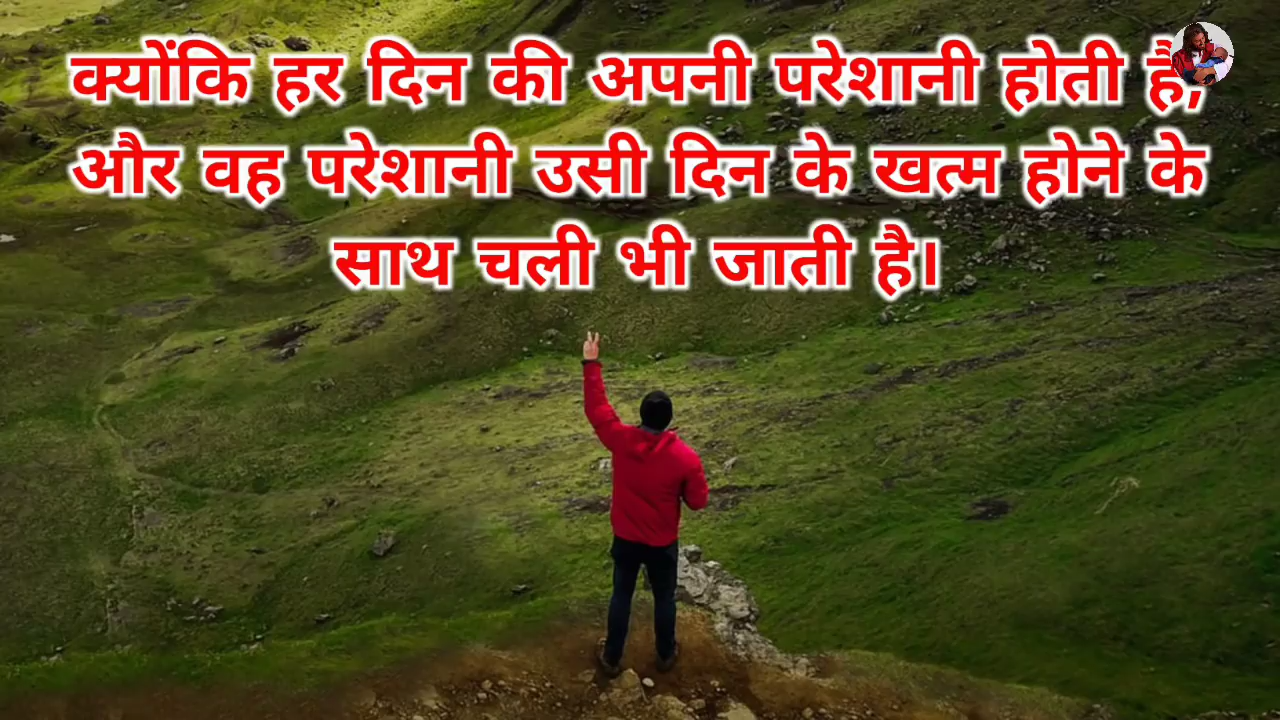 क्योंकि हर दिन की अपनी परेशानी होती है,
और वह परेशानी उसी दिन के खत्म होने के
साथ चली भी जाती है।